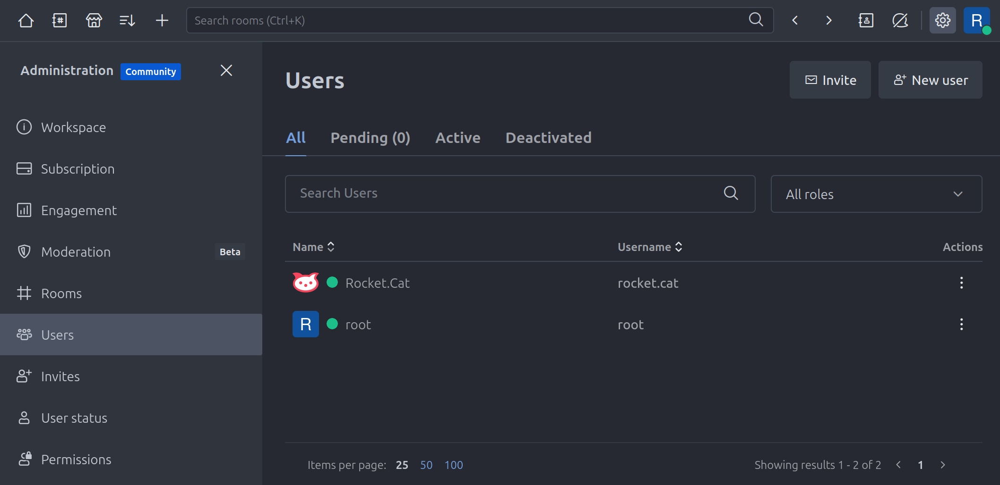 Search rooms (Ctrl+K)
R
Administration Community
Workspace
Subscription
Engagement
Moderation Beta
Rooms
Users
Invites
User status
Permissions
Users
Invite
New user
All Pending (0) Active Deactivated
Search Users
All roles
Name Username Actions
Rocket.Cat rocket.cat
R root root
Items per page: 25 50 100
Showing results 1 - 2 of 2 1